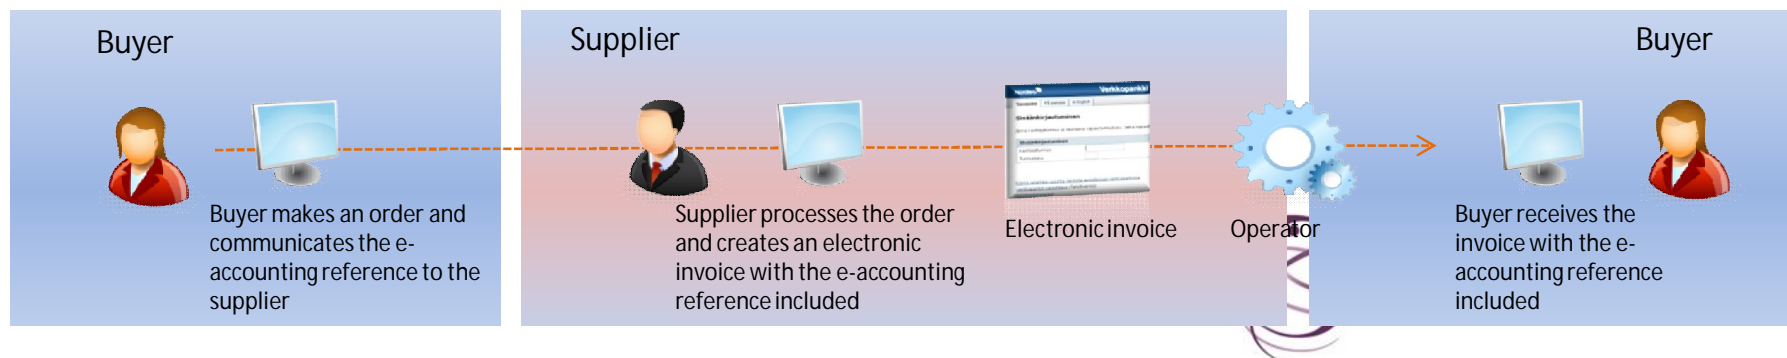 Buyer
Buyer makes an order and
communicates the e-
accounting reference to the
supplier
Supplier
Supplier processes the order
and creates an electronic
invoice with the e-accounting
reference included
Verkkopankki
Electronic invoice
Operator
Buyer
Buyer receives the
invoice with the e-
accounting reference
included